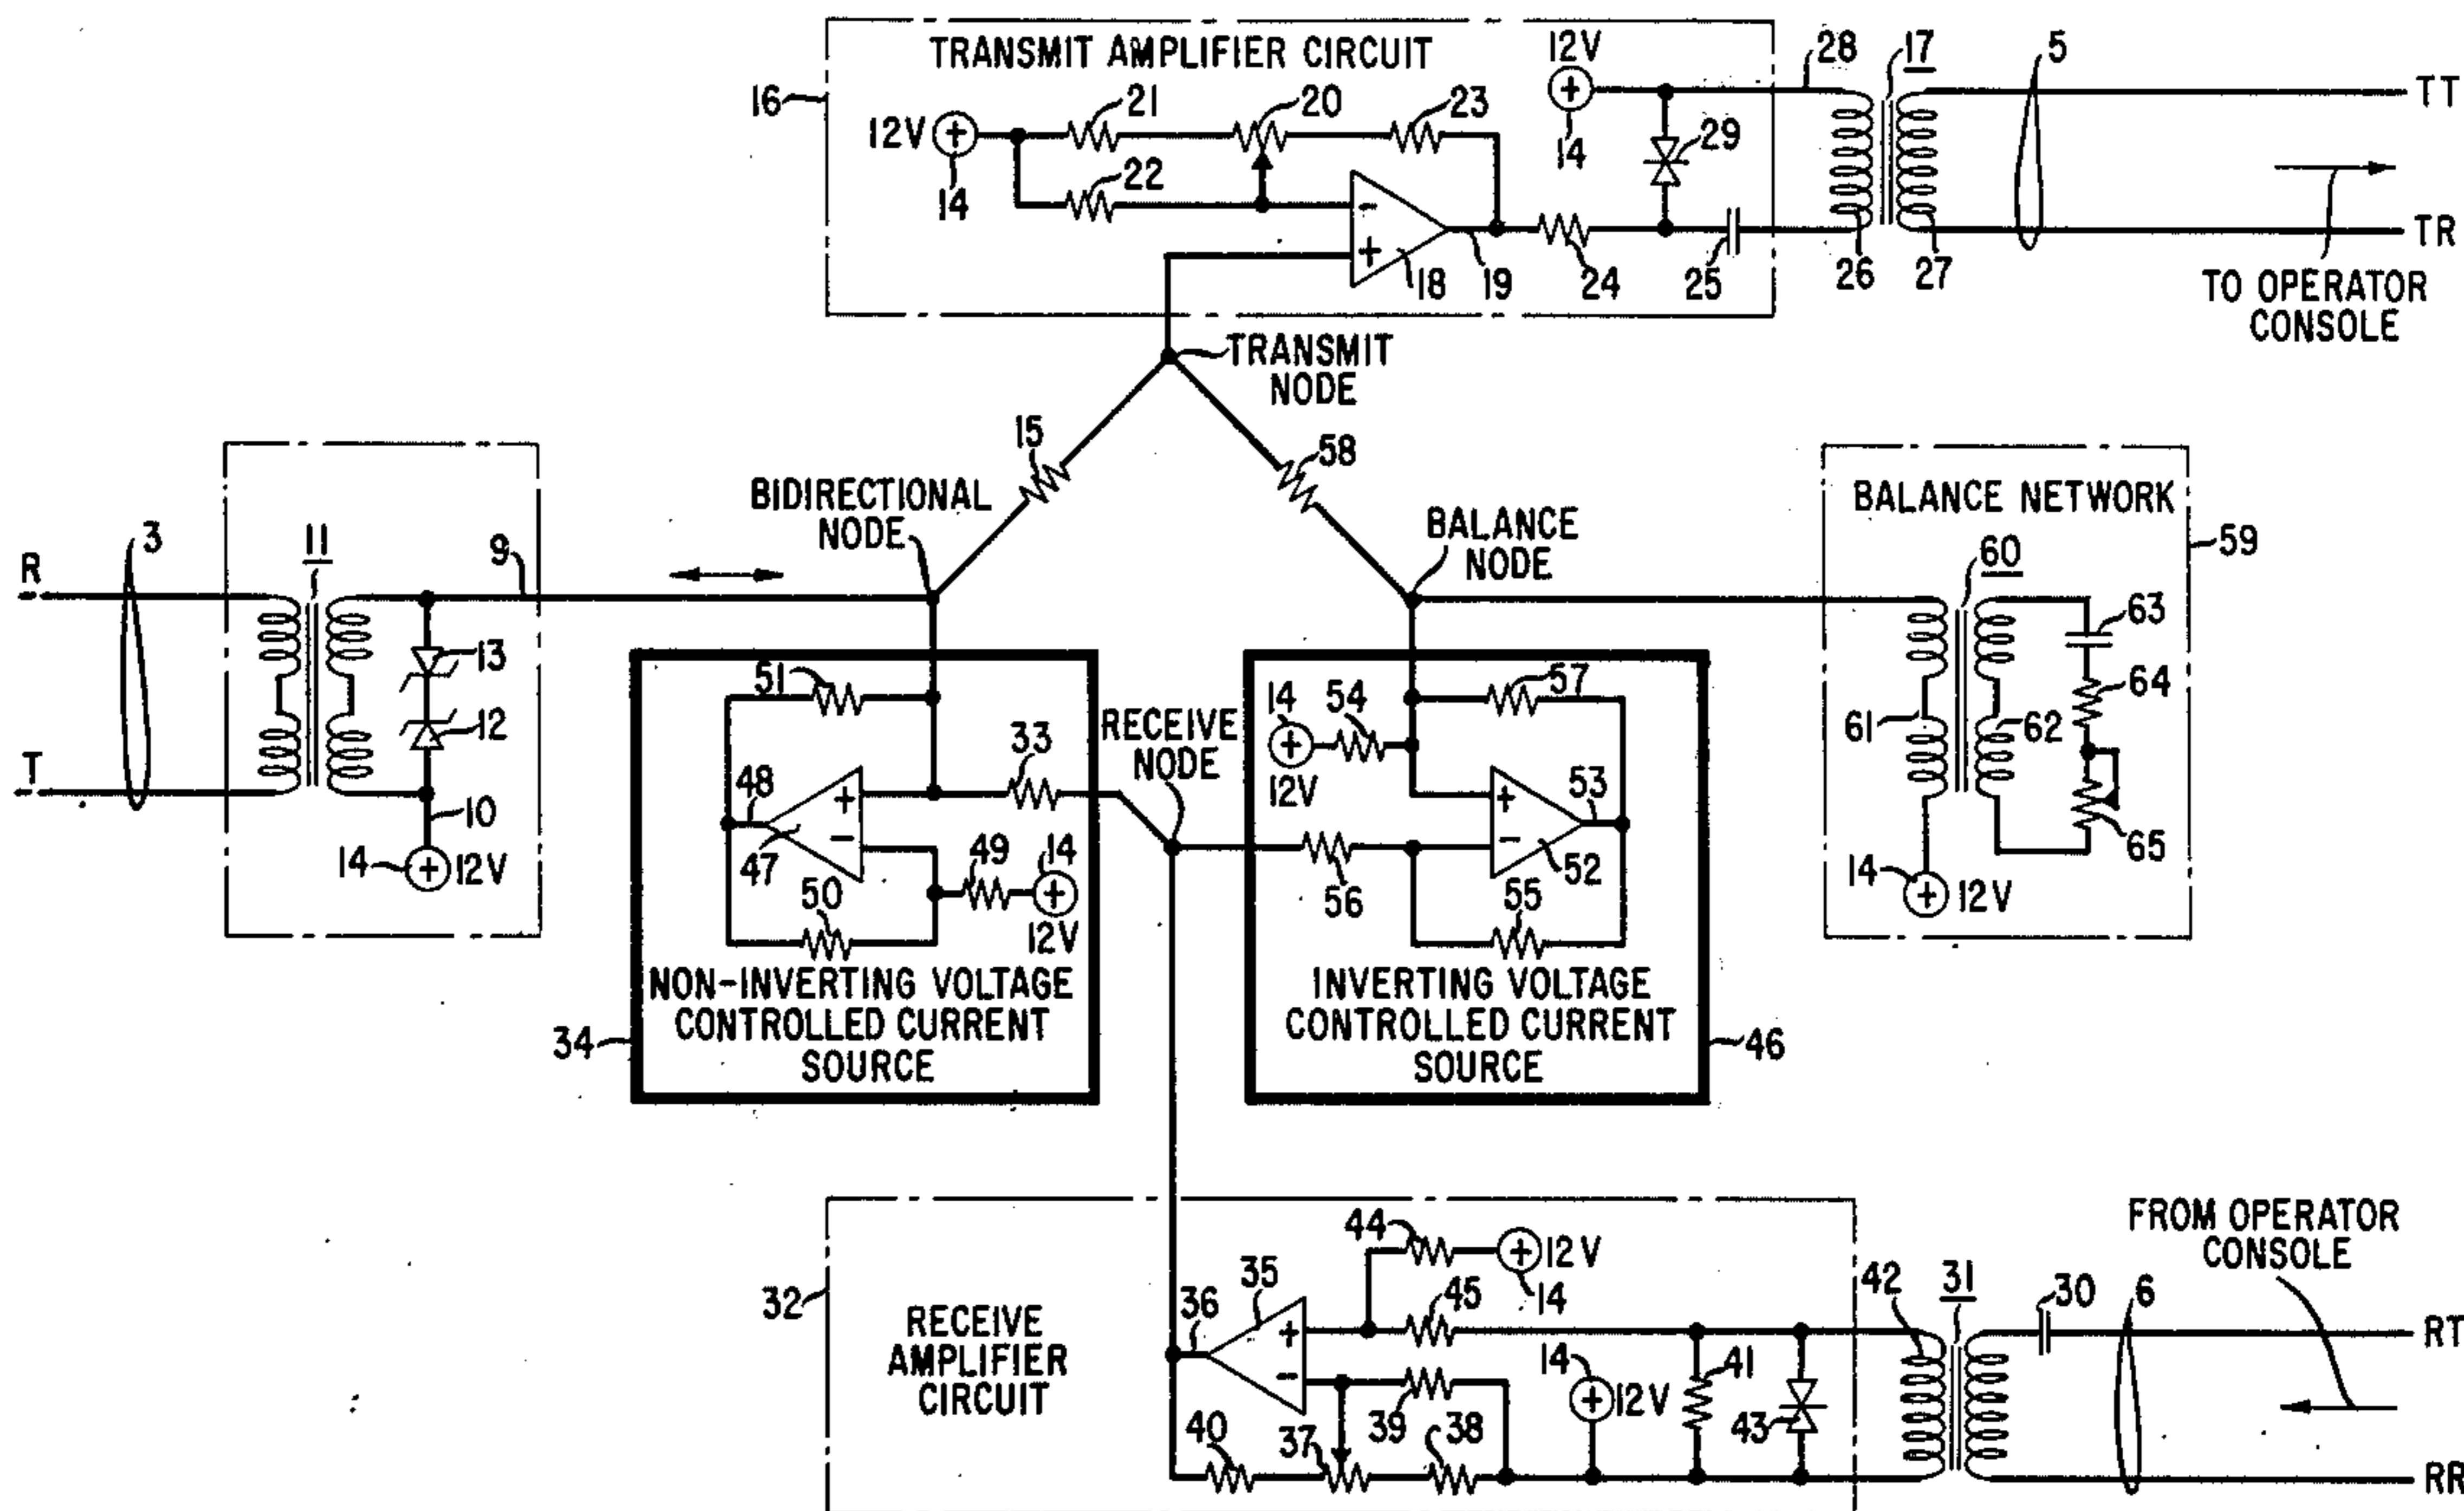 TRANSMIT AMPLIFIER CIRCUIT
12V
28
17
5
TT
16
21
20
23
12V
14
29
14
22
18
19
24
25
26
27
TR
TO OPERATOR
CONSOLE
TRANSMIT
NODE
15
58
BIDIRECTIONAL
NODE
BALANCE
NODE
BALANCE NETWORK
59
R
3
11
9
60
63
13
12
T
10
14
12V
51
33
RECEIVE
NODE
14
54
12V
57
61
62
64
65
48
47
49
14
12V
50
56
52
53
55
14
12V
NON-INVERTING VOLTAGE
CONTROLLED CURRENT
SOURCE
34
INVERTING VOLTAGE
CONTROLLED CURRENT
SOURCE
46
FROM OPERATOR
CONSOLE
44
12V
14
32
35
36
45
42
31
30
6
RT
RECEIVE
AMPLIFIER
CIRCUIT
14
12V
41
43
39
38
40
37
RR